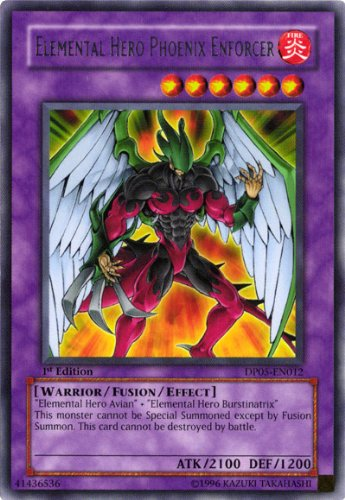 Elemental Hero Phoenix Enforcer
FIRE
炎
1st Edition
DP05-EN012
[Warrior/Fusion/Effect]
"Elemental Hero Avian" + "Elemental Hero Burstinatrix"
This monster cannot be Special Summoned except by Fusion
Summon. This card cannot be destroyed by battle.
ATK/2100 DEF/1200
41436536
©1996 KAZUKI TAKAHASHI